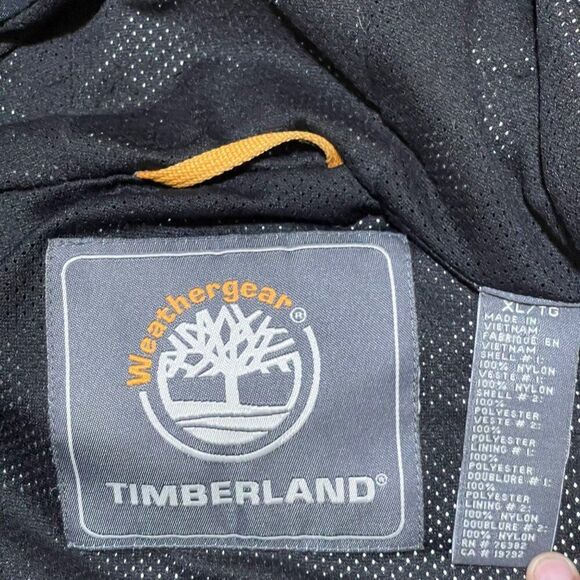 Weathergear®
TIMBERLAND®
XL/TG
MADE IN
VIETNAM
FABRIQUE EN
VIETNAM
SHELL # 1:
100% NYLON
VESTE # 1:
100% NYLON
SHELL # 2:
100%
POLYESTER
VESTE # 2:
100%
POLYESTER
LINING # 1:
100%
POLYESTER
DOUBLURE # 1:
100%
POLYESTER
LINING # 2:
100% NYLON
DOUBLURE # 2:
100% NYLON
RN # 96382
CA # 19792